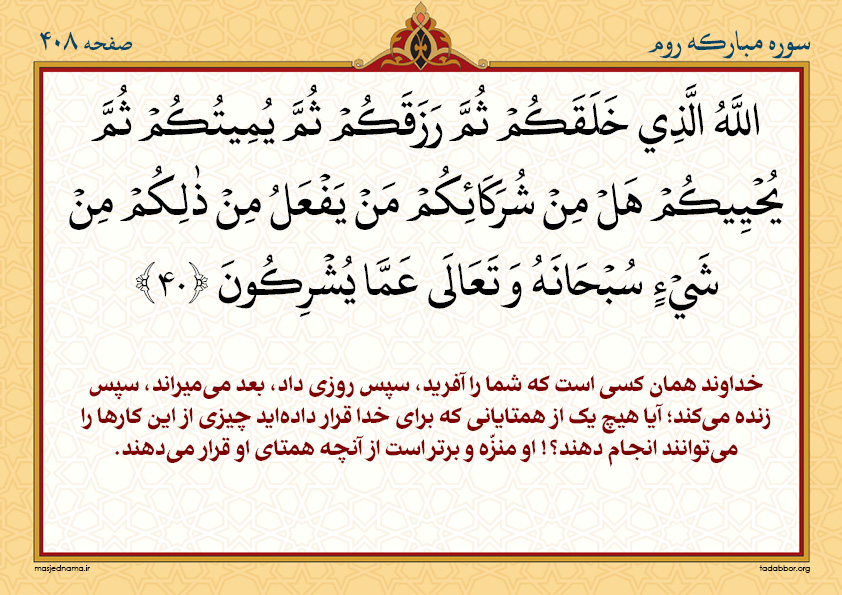 سوره مبارکه روم
صفحه ۴۰۸
اللَّهُ الَّذِي خَلَقَكُمْ ثُمَّ رَزَقَكُمْ ثُمَّ يُمِيتُكُمْ ثُمَّ
يُحْيِيكُمْ هَلْ مِنْ شُرَكَائِكُمْ مَنْ يَفْعَلُ مِنْ ذَٰلِكُمْ مِنْ
شَيْءٍ سُبْحَانَهُ وَتَعَالَى عَمَّا يُشْرِكُونَ ﴿۴۰﴾
خداوند همان کسی است که شما را آفرید، سپس روزی داد، بعد می‌میراند، سپس
زنده می‌کند؛ آیا هیچ یک از همتایانی که برای خدا قرار داده‌اید چیزی از این کارها را
می‌توانند انجام دهند؟! او منزّه و برتر است از آنچه همتای او قرار می‌دهند.
masjednama.ir
tadabbor.org